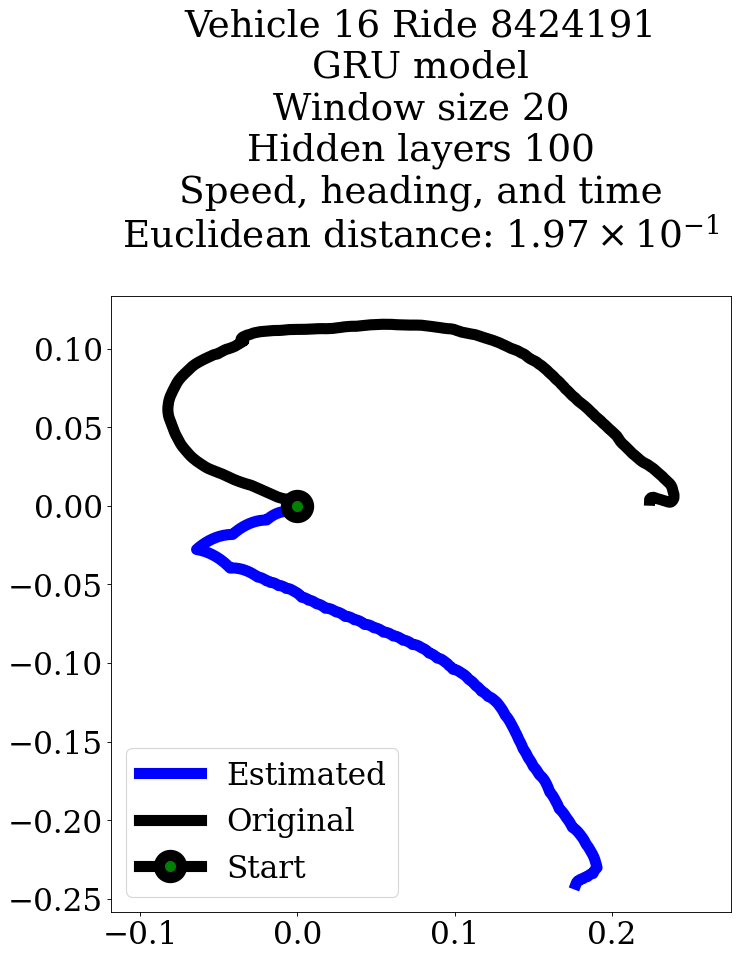 Vehicle 16 Ride 8424191
GRU model
Window size 20
Hidden layers 100
Speed, heading, and time
Euclidean distance: 1.97 × 10⁻¹
0.10
0.05
0.00
−0.05
−0.10
−0.15
−0.20
−0.25
Estimated
Original
Start
−0.1
0.0
0.1
0.2